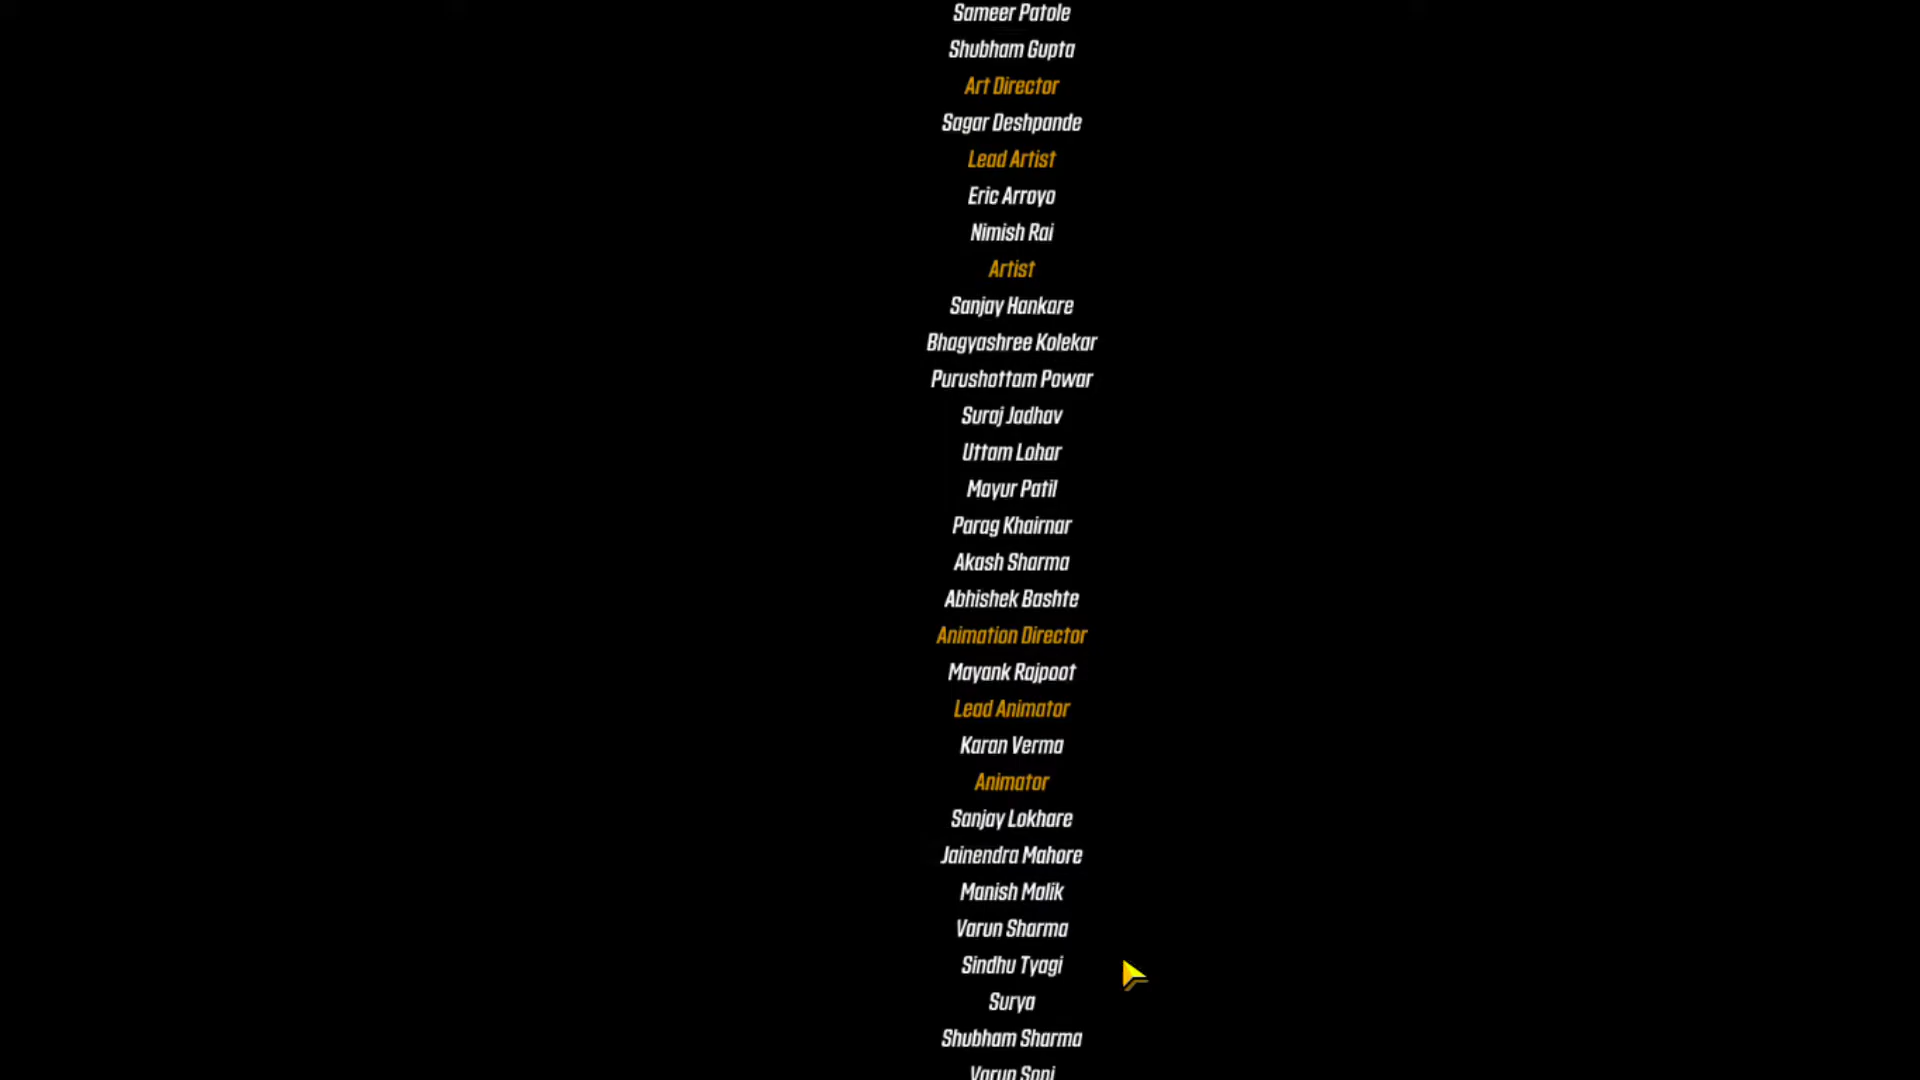 Sameer Patole
Shubham Gupta
Art Director
Sagar Deshpande
Lead Artist
Eric Arroyo
Nimish Rai
Artist
Sanjay Hankare
Bhagyashree Kolekar
Purushottam Powar
Suraj Jadhav
Uttam Lohar
Mayur Patil
Parag Khairnar
Akash Sharma
Abhishek Bashte
Animation Director
Mayank Rajpoot
Lead Animator
Karan Verma
Animator
Sanjay Lokhare
Jainendra Mahore
Manish Malik
Varun Sharma
Sindhu Tyagi
Surya
Shubham Sharma
Varun Soni